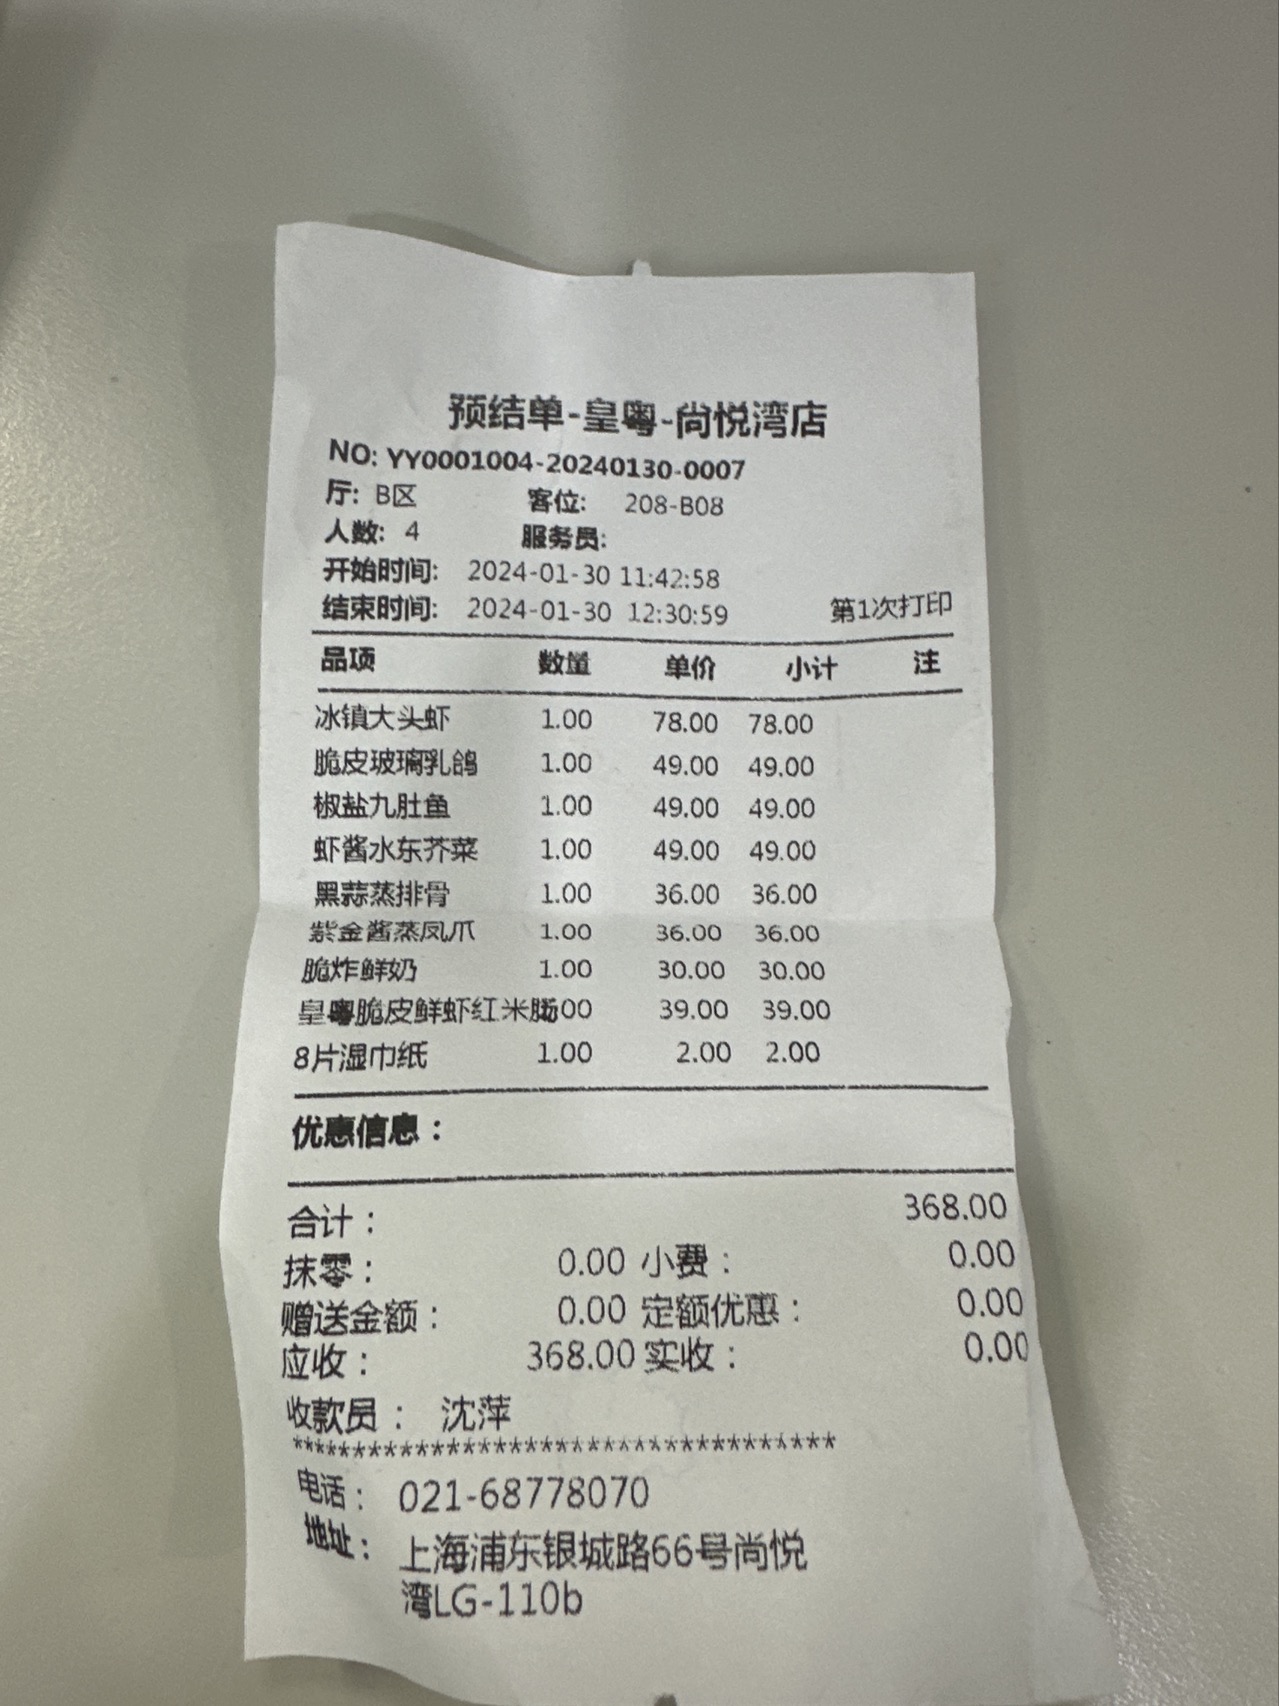 预结单-皇粤-尚悦湾店
NO: YY0001004-20240130-0007
厅: B区 客位: 208-B08
人数: 4 服务员:
开始时间: 2024-01-30 11:42:58
结束时间: 2024-01-30 12:30:59 第1次打印
品项 数量 单价 小计 注
冰镇大头虾 1.00 78.00 78.00
脆皮玻璃乳鸽 1.00 49.00 49.00
椒盐九肚鱼 1.00 49.00 49.00
虾酱水东芥菜 1.00 49.00 49.00
黑蒜蒸排骨 1.00 36.00 36.00
紫金酱蒸凤爪 1.00 36.00 36.00
脆炸鲜奶 1.00 30.00 30.00
皇粤脆皮鲜虾红米肠 1.00 39.00 39.00
8片湿巾纸 1.00 2.00 2.00
优惠信息：
合计： 368.00
抹零： 0.00 小费： 0.00
赠送金额： 0.00 定额优惠： 0.00
应收： 368.00 实收： 0.00
收款员： 沈萍
************************************
电话： 021-68778070
地址： 上海浦东银城路66号尚悦
湾LG-110b